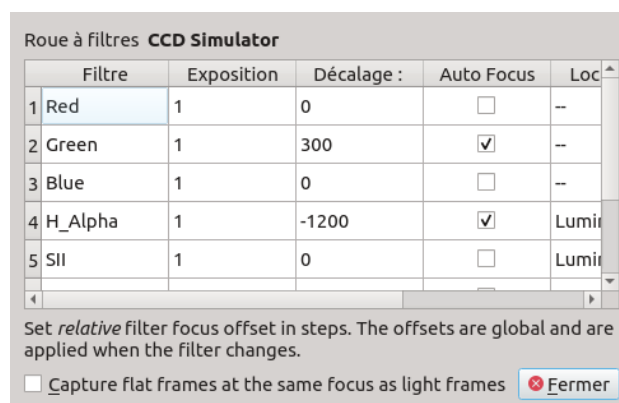 Roue à filtres CCD Simulator
Filtre Exposition Décalage : Auto Focus Loc
1 Red 1 0 --
2 Green 1 300 --
3 Blue 1 0 --
4 H_Alpha 1 -1200 Lumin
5 SII 1 0 Lumin
Set relative filter focus offset in steps. The offsets are global and are
applied when the filter changes.
Capture flat frames at the same focus as light frames Fermer